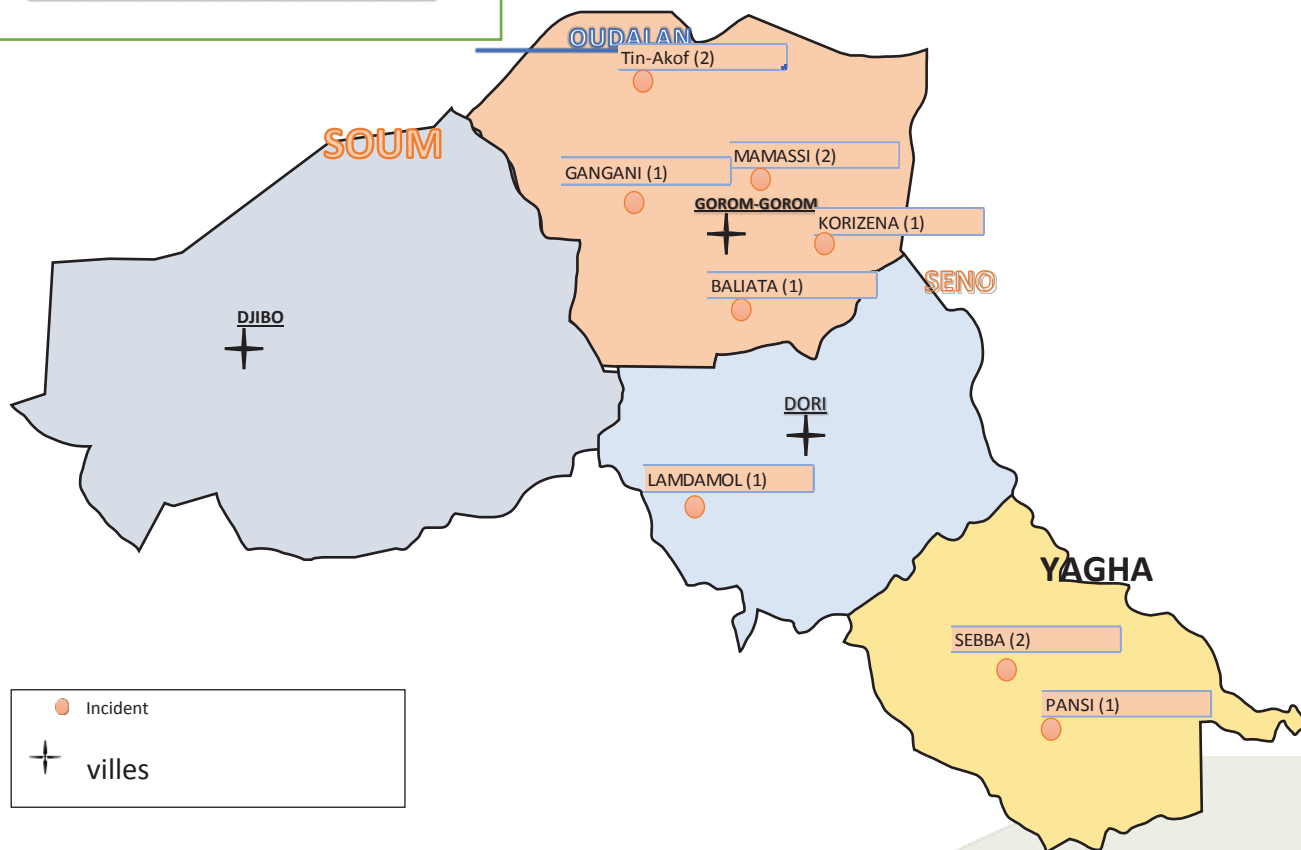 OUDALAN
Tin-Akof (2)
SOUM
MAMASSI (2)
GANGANI (1)
GOROM-GOROM
KORIZENA (1)
SENO
BALIATA (1)
DJIBO
DORI
LAMDAMOL (1)
YAGHA
SEBBA (2)
PANSI (1)
Incident
villes